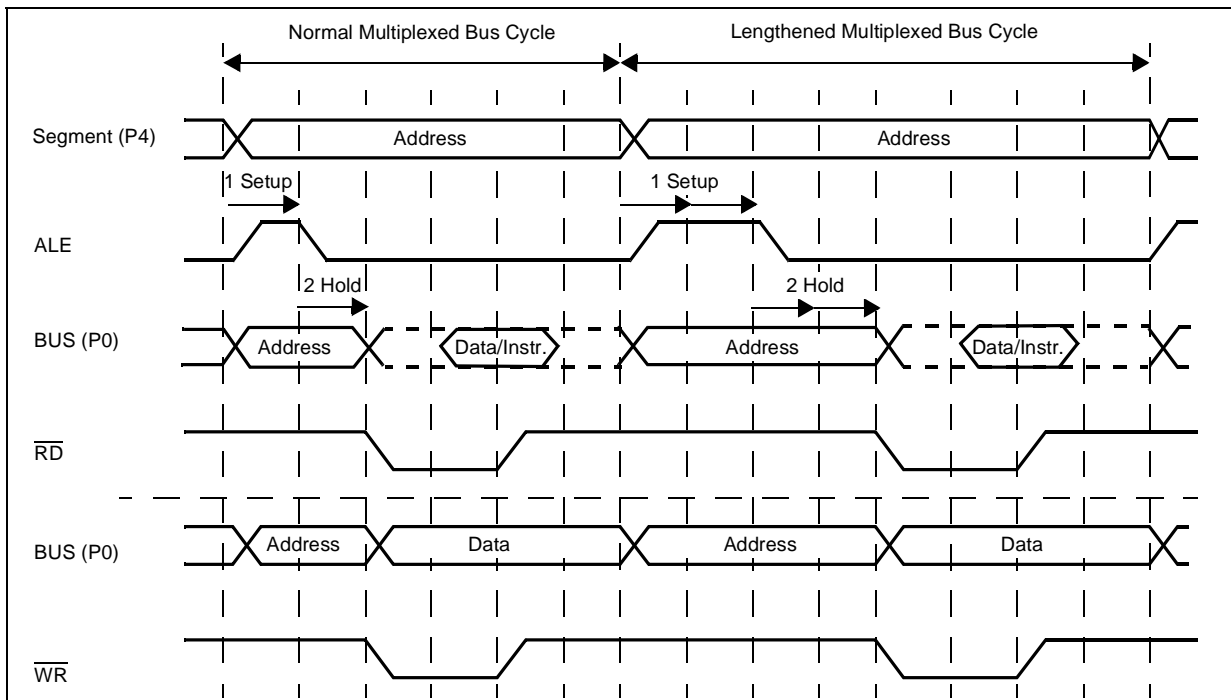 Normal Multiplexed Bus Cycle
Lengthened Multiplexed Bus Cycle
Segment (P4)
Address
Address
1 Setup
1 Setup
ALE
2 Hold
2 Hold
BUS (P0)
Address
Data/Instr.
Address
Data/Instr.
RD
BUS (P0)
Address
Data
Address
Data
WR